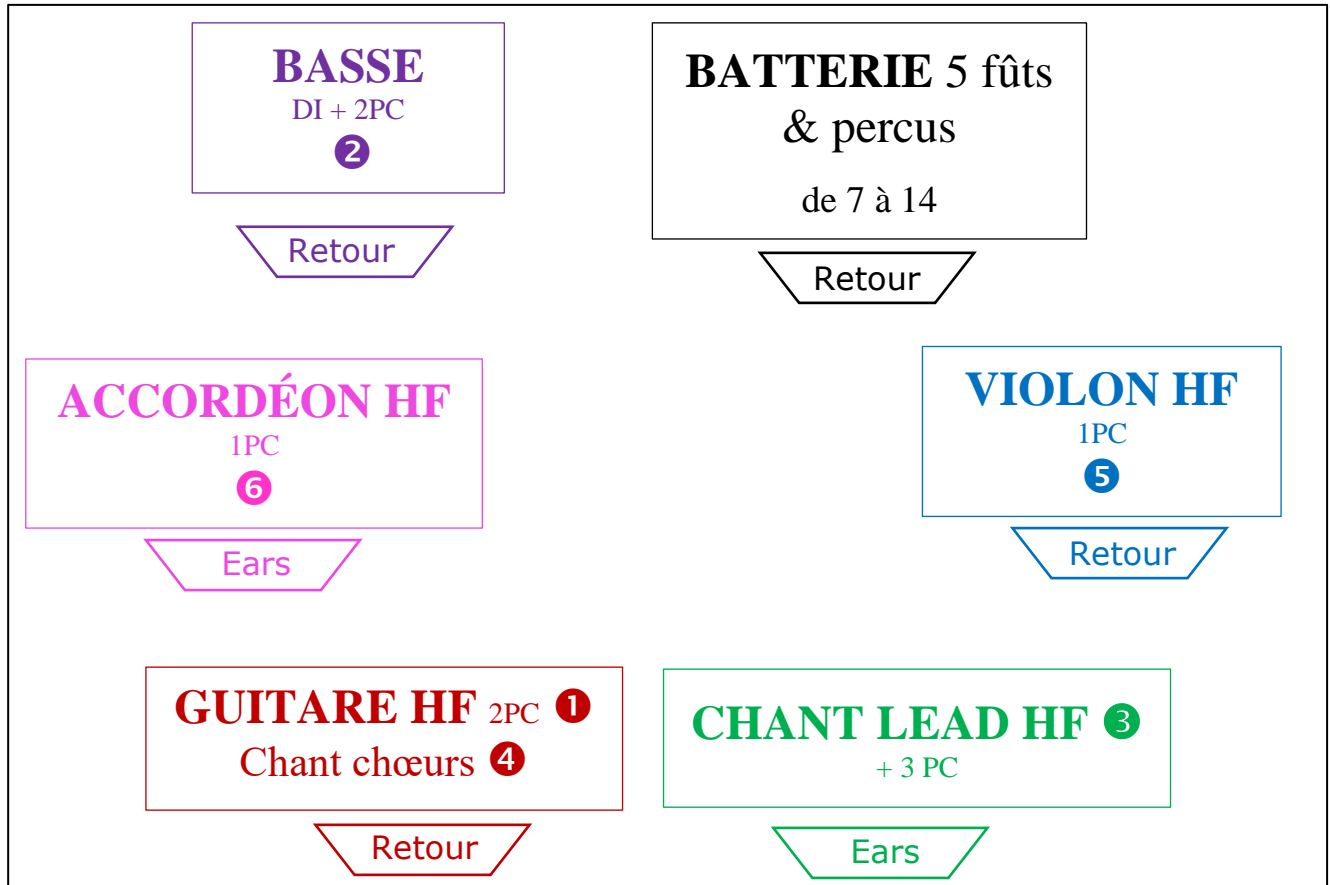 BASSE
DI + 2PC
❷
Retour
BATTERIE 5 fûts
& percus
de 7 à 14
Retour
ACCORDÉON HF
1PC
❻
Ears
VIOLON HF
1PC
❺
Retour
GUITARE HF 2PC ❶
Chant chœurs ❹
Retour
CHANT LEAD HF ❸
+ 3 PC
Ears